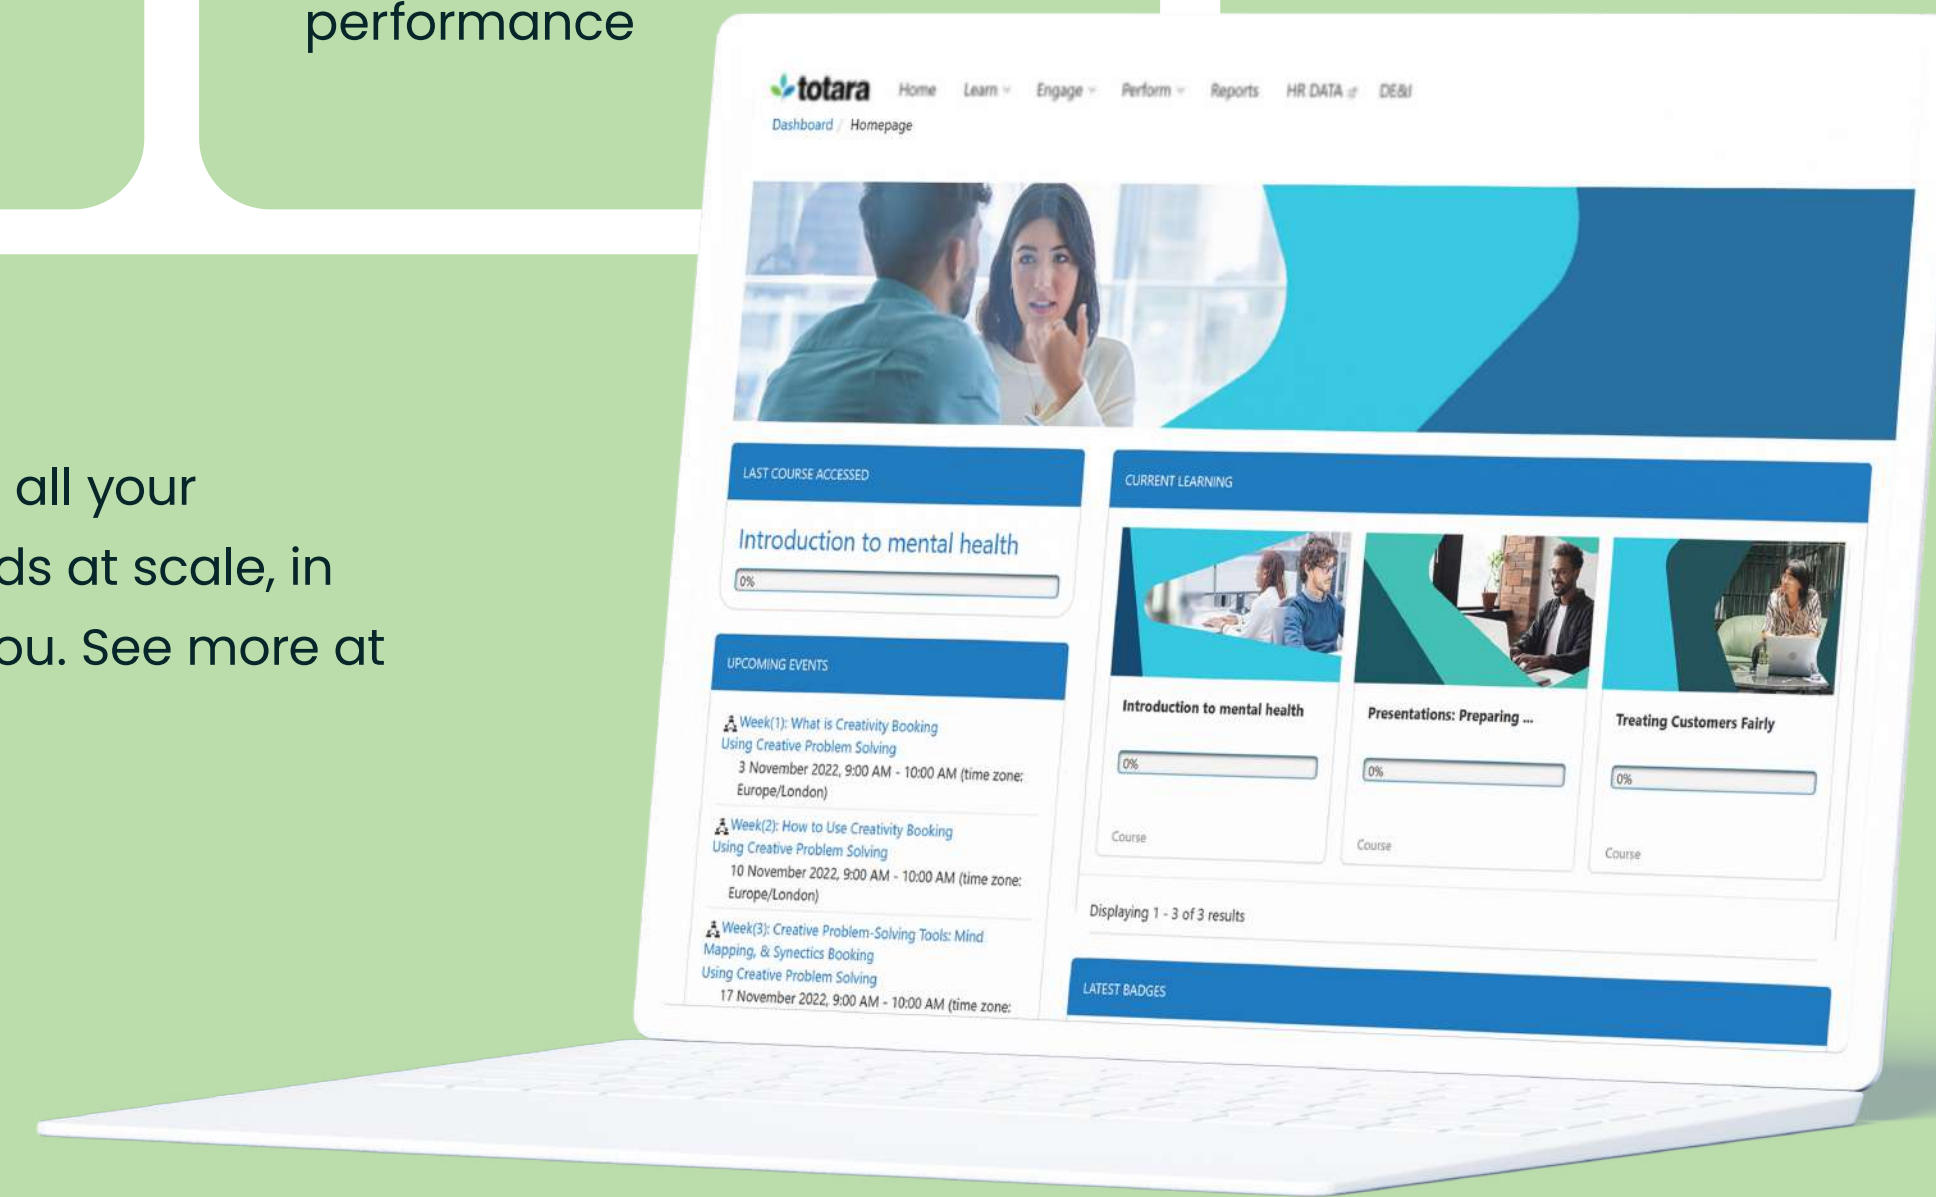 performance
all your
ds at scale, in
ou. See more at
totara
Home Learn Engage Perform Reports HR DATA DE&I
Dashboard / Homepage
LAST COURSE ACCESSED
Introduction to mental health
0%
UPCOMING EVENTS
Week(1): What is Creativity Booking
Using Creative Problem Solving
3 November 2022, 9:00 AM - 10:00 AM (time zone:
Europe/London)
Week(2): How to Use Creativity Booking
Using Creative Problem Solving
10 November 2022, 9:00 AM - 10:00 AM (time zone:
Europe/London)
Week(3): Creative Problem-Solving Tools: Mind
Mapping, & Synectics Booking
Using Creative Problem Solving
17 November 2022, 9:00 AM - 10:00 AM (time zone:
CURRENT LEARNING
Introduction to mental health
0%
Course
Presentations: Preparing ...
0%
Course
Treating Customers Fairly
0%
Course
Displaying 1 - 3 of 3 results
LATEST BADGES